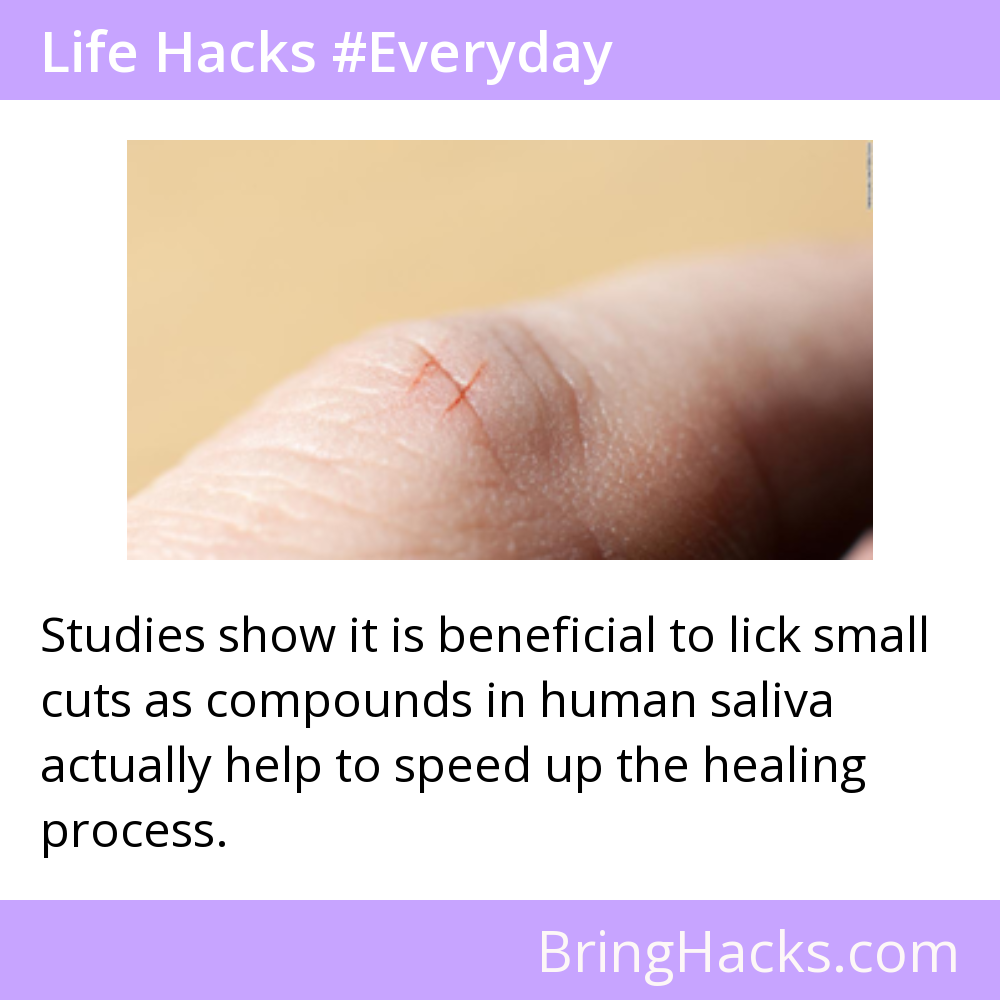 Life Hacks #Everyday
Studies show it is beneficial to lick small
cuts as compounds in human saliva
actually help to speed up the healing
process.
BringHacks.com